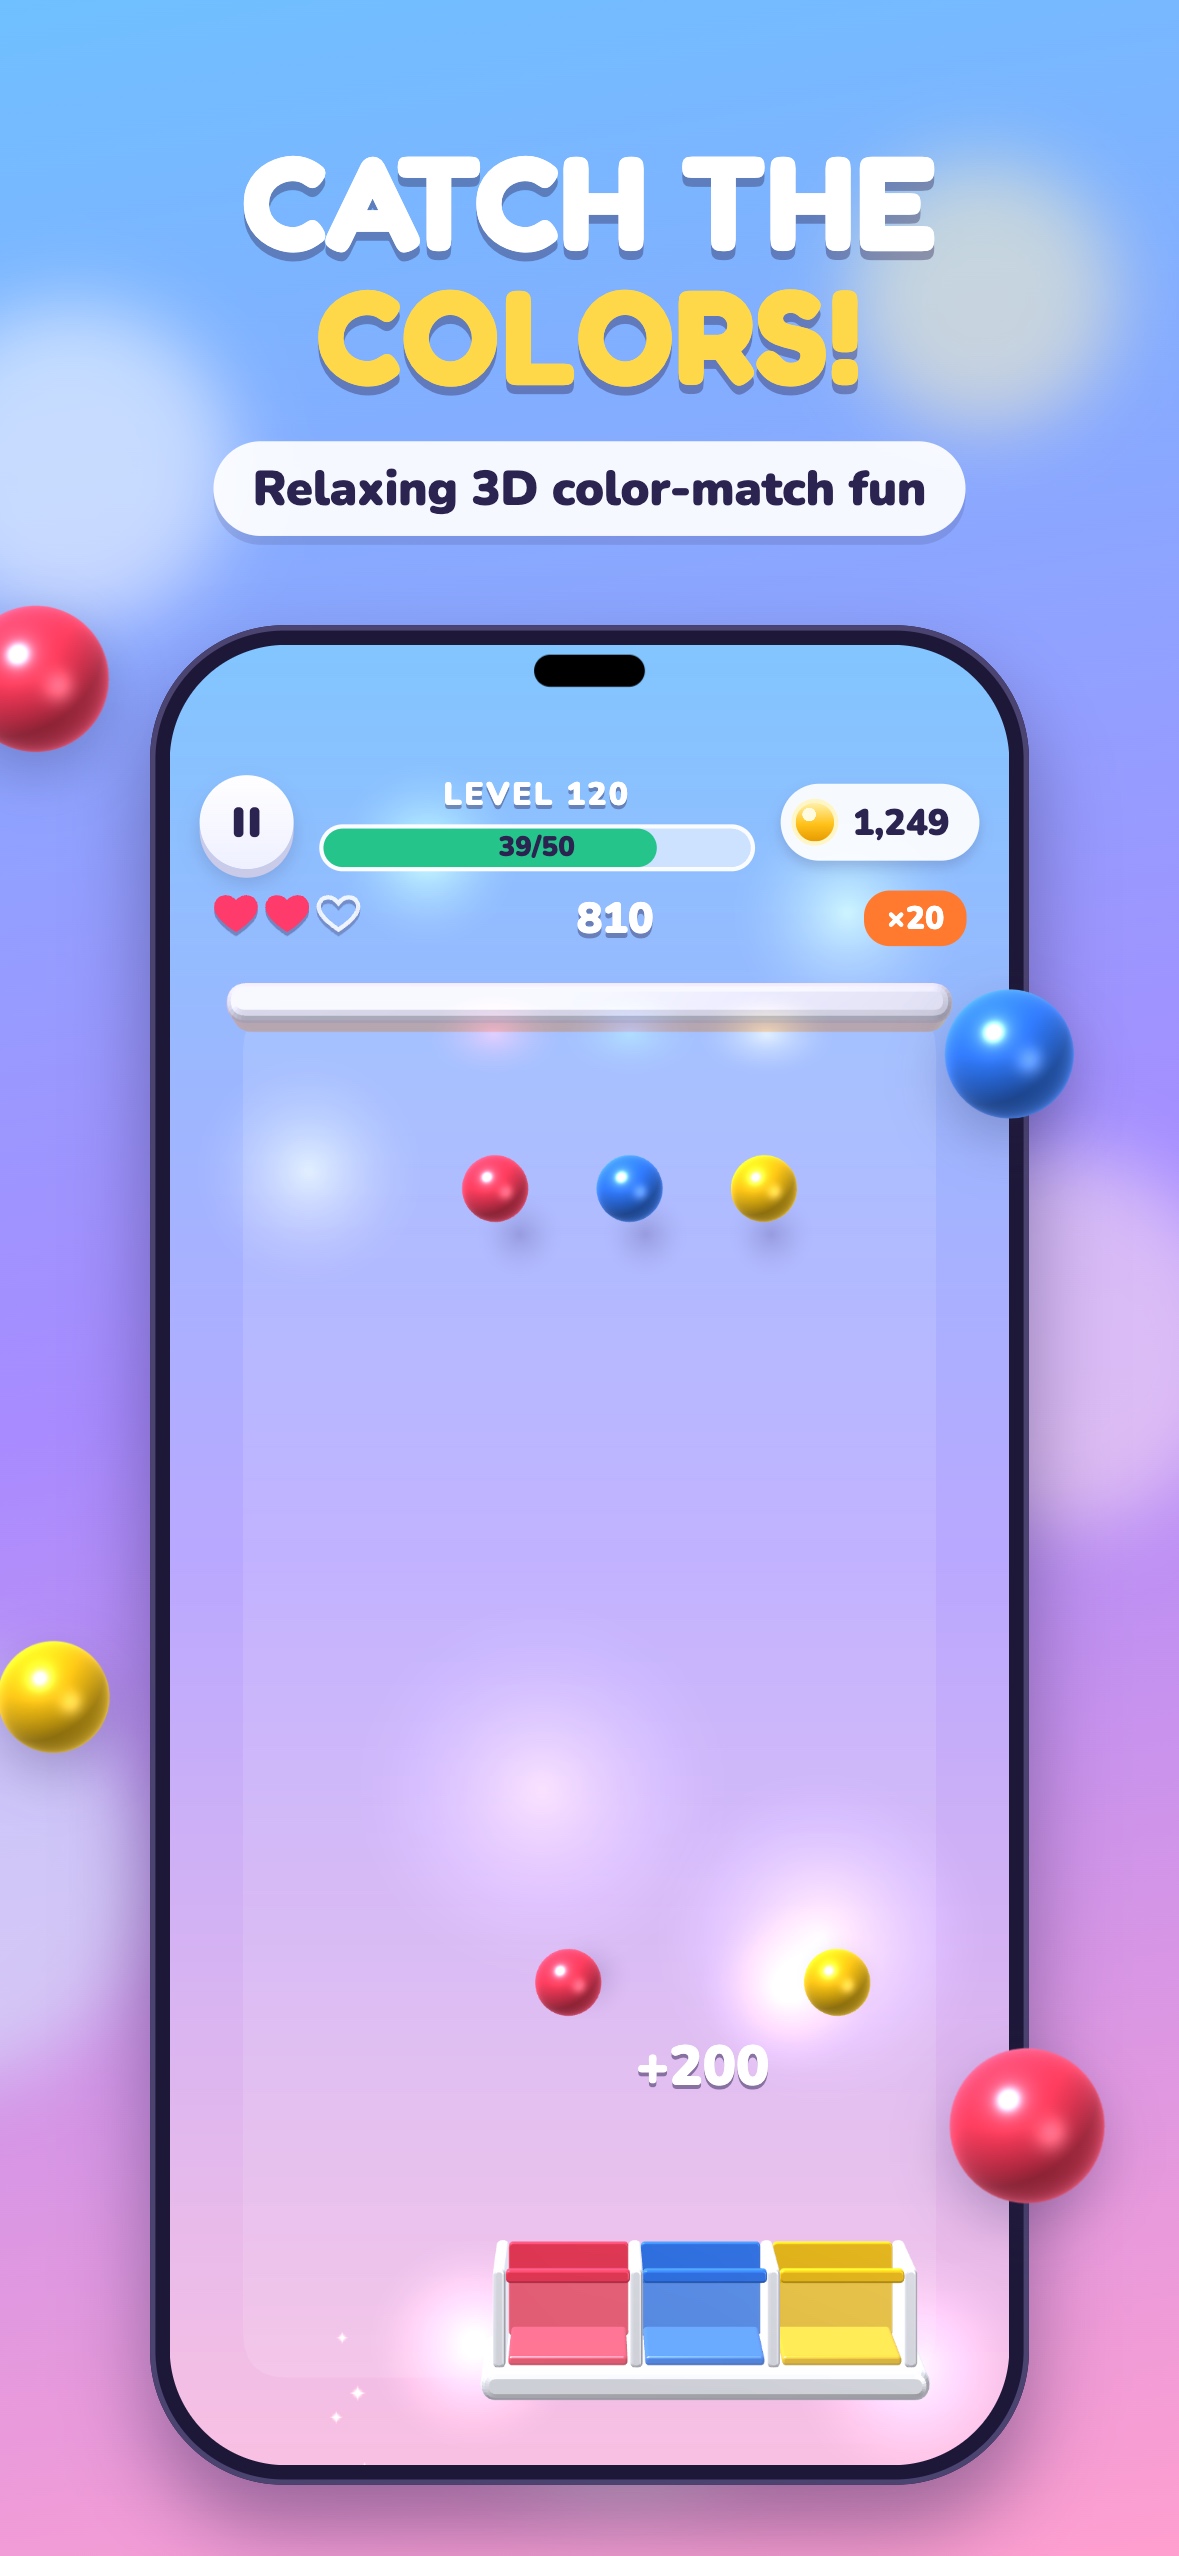 CATCH THE
COLORS!
Relaxing 3D color-match fun
LEVEL 120
39/50
1,249
810
×20
+200